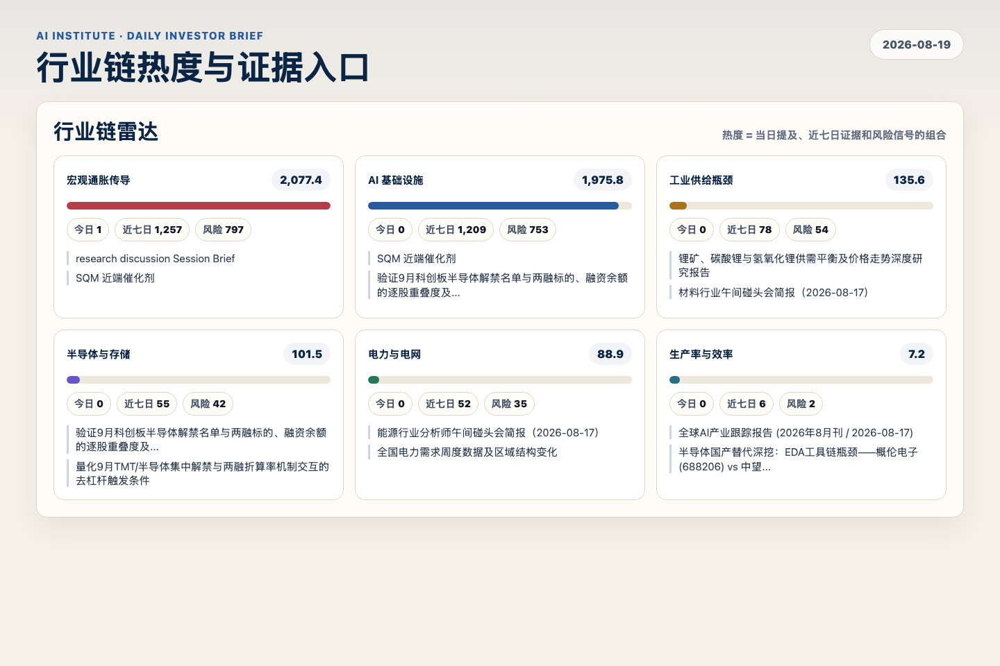 AI INSTITUTE · DAILY INVESTOR BRIEF
行业链热度与证据入口
2026-08-19
行业链雷达
热度 = 当日提及、近七日证据和风险信号的组合
宏观通胀传导
2,077.4
今日 1
近七日 1,257
风险 797
research discussion Session Brief
SQM 近端催化剂
AI 基础设施
1,975.8
今日 0
近七日 1,209
风险 753
SQM 近端催化剂
验证9月科创板半导体解禁名单与两融标的、融资余额
的逐股重叠度及...
工业供给瓶颈
135.6
今日 0
近七日 78
风险 54
锂矿、碳酸锂与氢氧化锂供需平衡及价格走势深度研
究报告
材料行业午间碰头会简报（2026-08-17）
半导体与存储
101.5
今日 0
近七日 55
风险 42
验证9月科创板半导体解禁名单与两融标的、融资余额
的逐股重叠度及...
量化9月TMT/半导体集中解禁与两融折算率机制交互的
去杠杆触发条件
电力与电网
88.9
今日 0
近七日 52
风险 35
能源行业分析师午间碰头会简报（2026-08-17）
全国电力需求周度数据及区域结构变化
生产率与效率
7.2
今日 0
近七日 6
风险 2
全球AI产业跟踪报告 (2026年8月刊 / 2026-08-17)
半导体国产替代深挖：EDA工具链瓶颈——概伦电子
(688206) vs 中望...